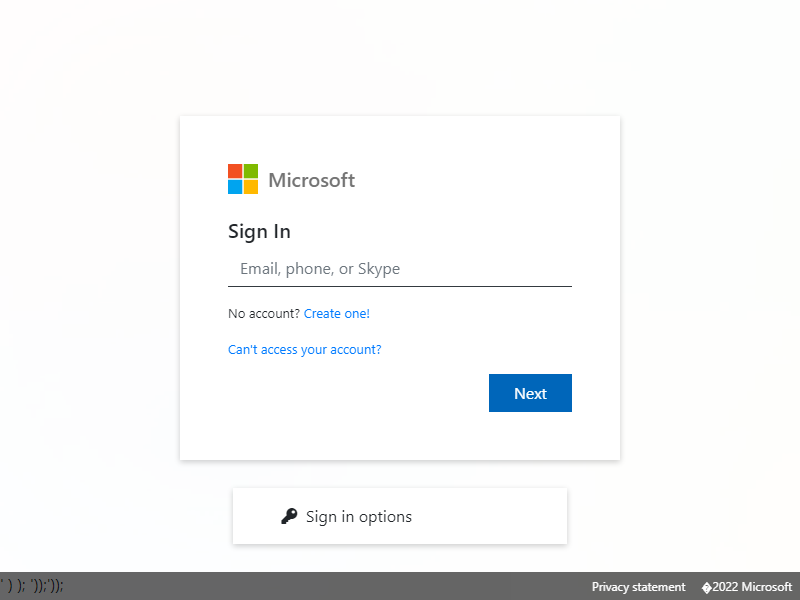 Microsoft
Sign In
Email, phone, or Skype
No account? Create one!
Can't access your account?
Next
Sign in options
' ) ); '));'));
Privacy statement
�2022 Microsoft